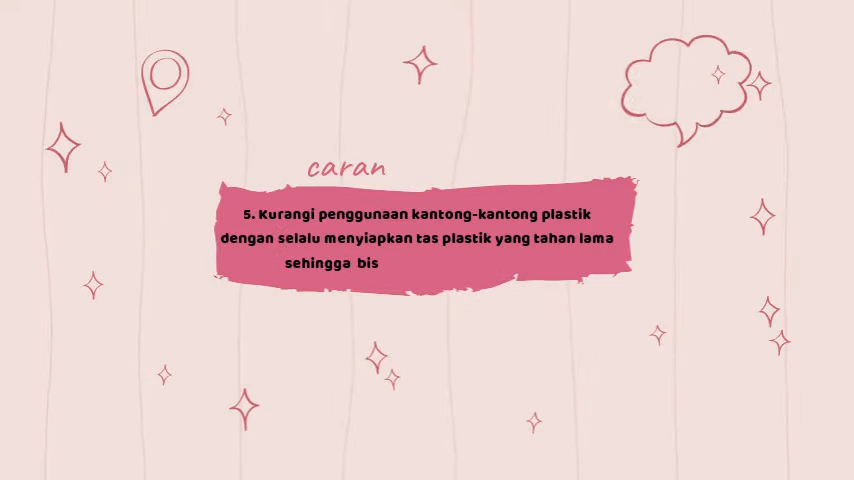 caran
5. Kurangi penggunaan kantong-kantong plastik
dengan selalu menyiapkan tas plastik yang tahan lama
sehingga bis